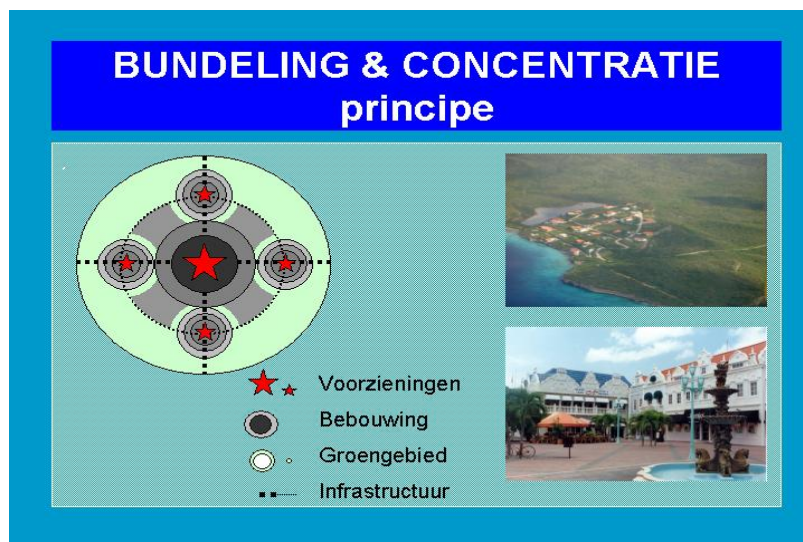 BUNDELING & CONCENTRATIE
principe
Voorzieningen
Bebouwing
Groengebied
Infrastructuur